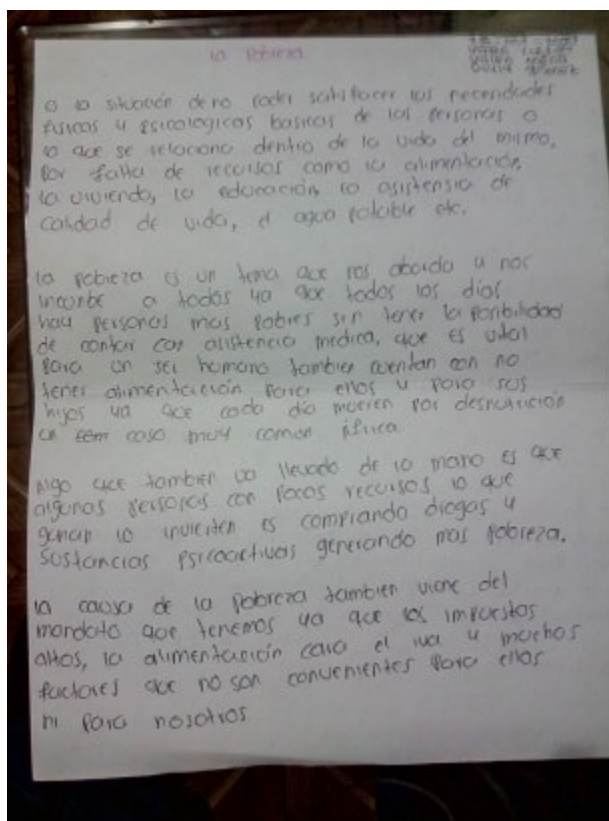 la Pobreza
o la situación de no poder satisfacer las necesidades
físicas y psicologicas basicas de las personas o
lo que se relaciona dentro de la vida del mismo,
Por falta de recursos como la alimentación,
la vivienda, la educación la asistensia de
calidad de vida, el agua potable etc.
la pobreza es un tema que nos aborda y nos
incumbe a todos ya que todos los días
hay personas mas pobres sin tener la posibilidad
de contar con asistencia medica, que es vital
para un ser humano tambien cuentan con no
tener alimentación para ellos y para sus
hijos ya que cada día mueren por desnutrición
un caso muy comun áfrica.
Algo que tambien va llevado de la mano es que
algunas personas con pocos recursos lo que
ganan lo invierten es comprando drogas y
Sustancias psicoactivas generando mas pobreza.
la causa de la pobreza tambien viene del
mandato que tenemos ya que los impuestos
altos, la alimentación cara el iva y muchos
factores que no son convenientes para ellos
ni para nosotros